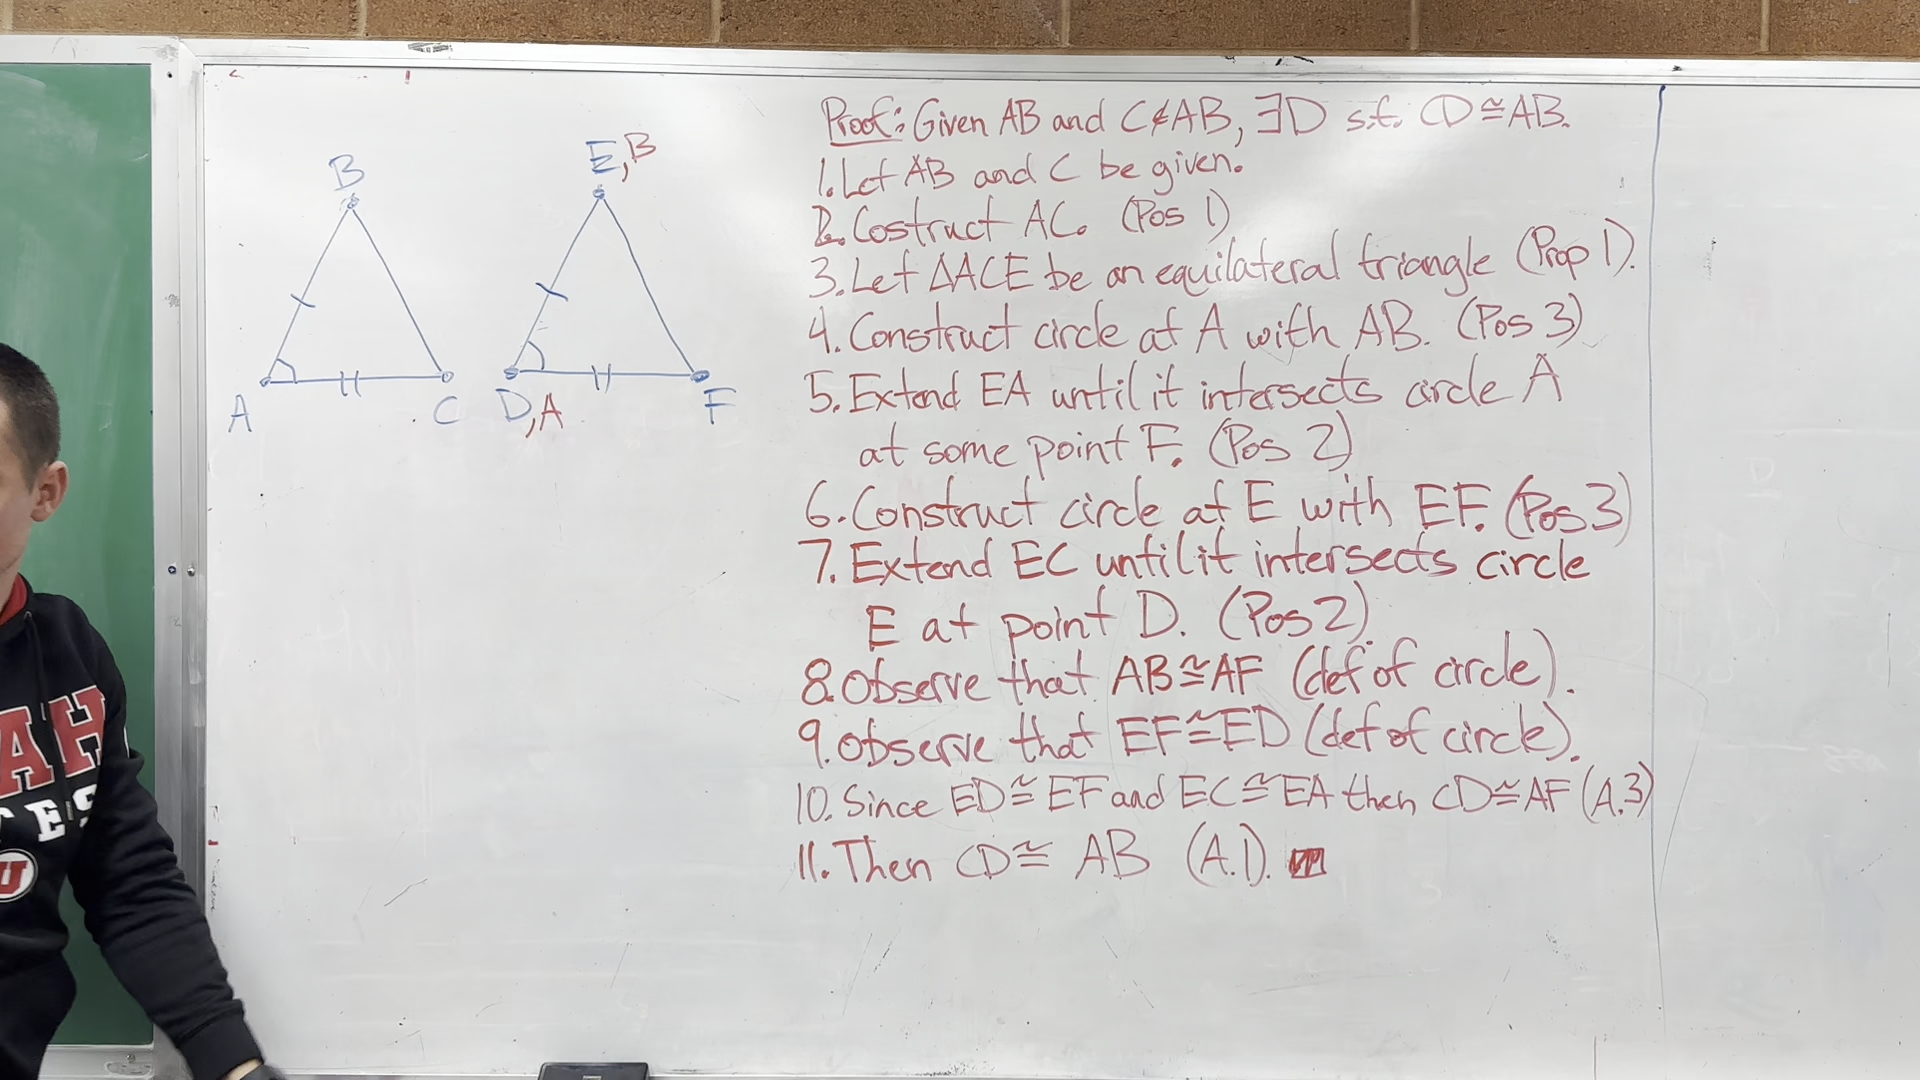 B
A
C
E,B
D,A
F
Proof: Given AB and C∉AB, ∃D s.t. CD≅AB.
1. Let AB and C be given.
2. Costruct AC. (Pos 1)
3. Let ΔACE be an equilateral triangle (Prop 1).
4. Construct circle at A with AB. (Pos 3)
5. Extend EA until it intersects circle A
at some point F. (Pos 2)
6. Construct circle at E with EF. (Pos 3)
7. Extend EC until it intersects circle
E at point D. (Pos 2).
8. Observe that AB≅AF (def of circle).
9. Observe that EF≅ED (def of circle).
10. Since ED≅EF and EC≅EA then CD≅AF (A.3)
11. Then CD≅ AB (A.1).
AH
TES
U